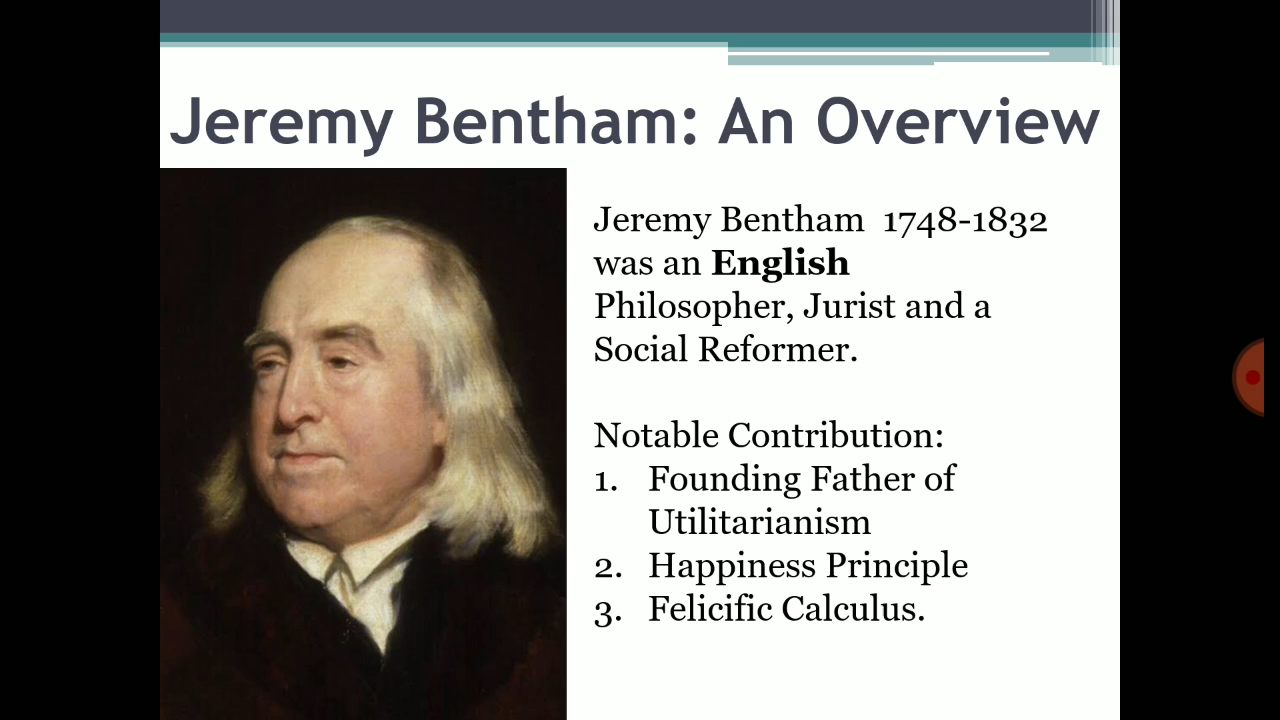 Jeremy Bentham: An Overview
Jeremy Bentham 1748-1832
was an English
Philosopher, Jurist and a
Social Reformer.
Notable Contribution:
1. Founding Father of
Utilitarianism
2. Happiness Principle
3. Felicific Calculus.